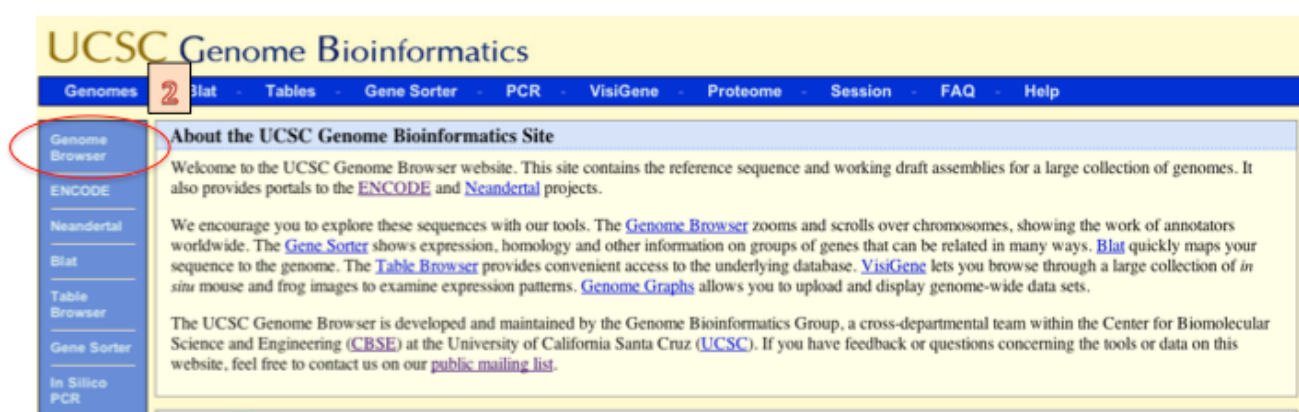 UCSC Genome Bioinformatics
Genomes 2 Blat - Tables - Gene Sorter - PCR - VisiGene - Proteome - Session - FAQ - Help
Genome
Browser
ENCODE
Neandertal
Blat
Table
Browser
Gene Sorter
In Silico
PCR
About the UCSC Genome Bioinformatics Site
Welcome to the UCSC Genome Browser website. This site contains the reference sequence and working draft assemblies for a large collection of genomes. It
also provides portals to the ENCODE and Neandertal projects.
We encourage you to explore these sequences with our tools. The Genome Browser zooms and scrolls over chromosomes, showing the work of annotators
worldwide. The Gene Sorter shows expression, homology and other information on groups of genes that can be related in many ways. Blat quickly maps your
sequence to the genome. The Table Browser provides convenient access to the underlying database. VisiGene lets you browse through a large collection of in
situ mouse and frog images to examine expression patterns. Genome Graphs allows you to upload and display genome-wide data sets.
The UCSC Genome Browser is developed and maintained by the Genome Bioinformatics Group, a cross-departmental team within the Center for Biomolecular
Science and Engineering (CBSE) at the University of California Santa Cruz (UCSC). If you have feedback or questions concerning the tools or data on this
website, feel free to contact us on our public mailing list.